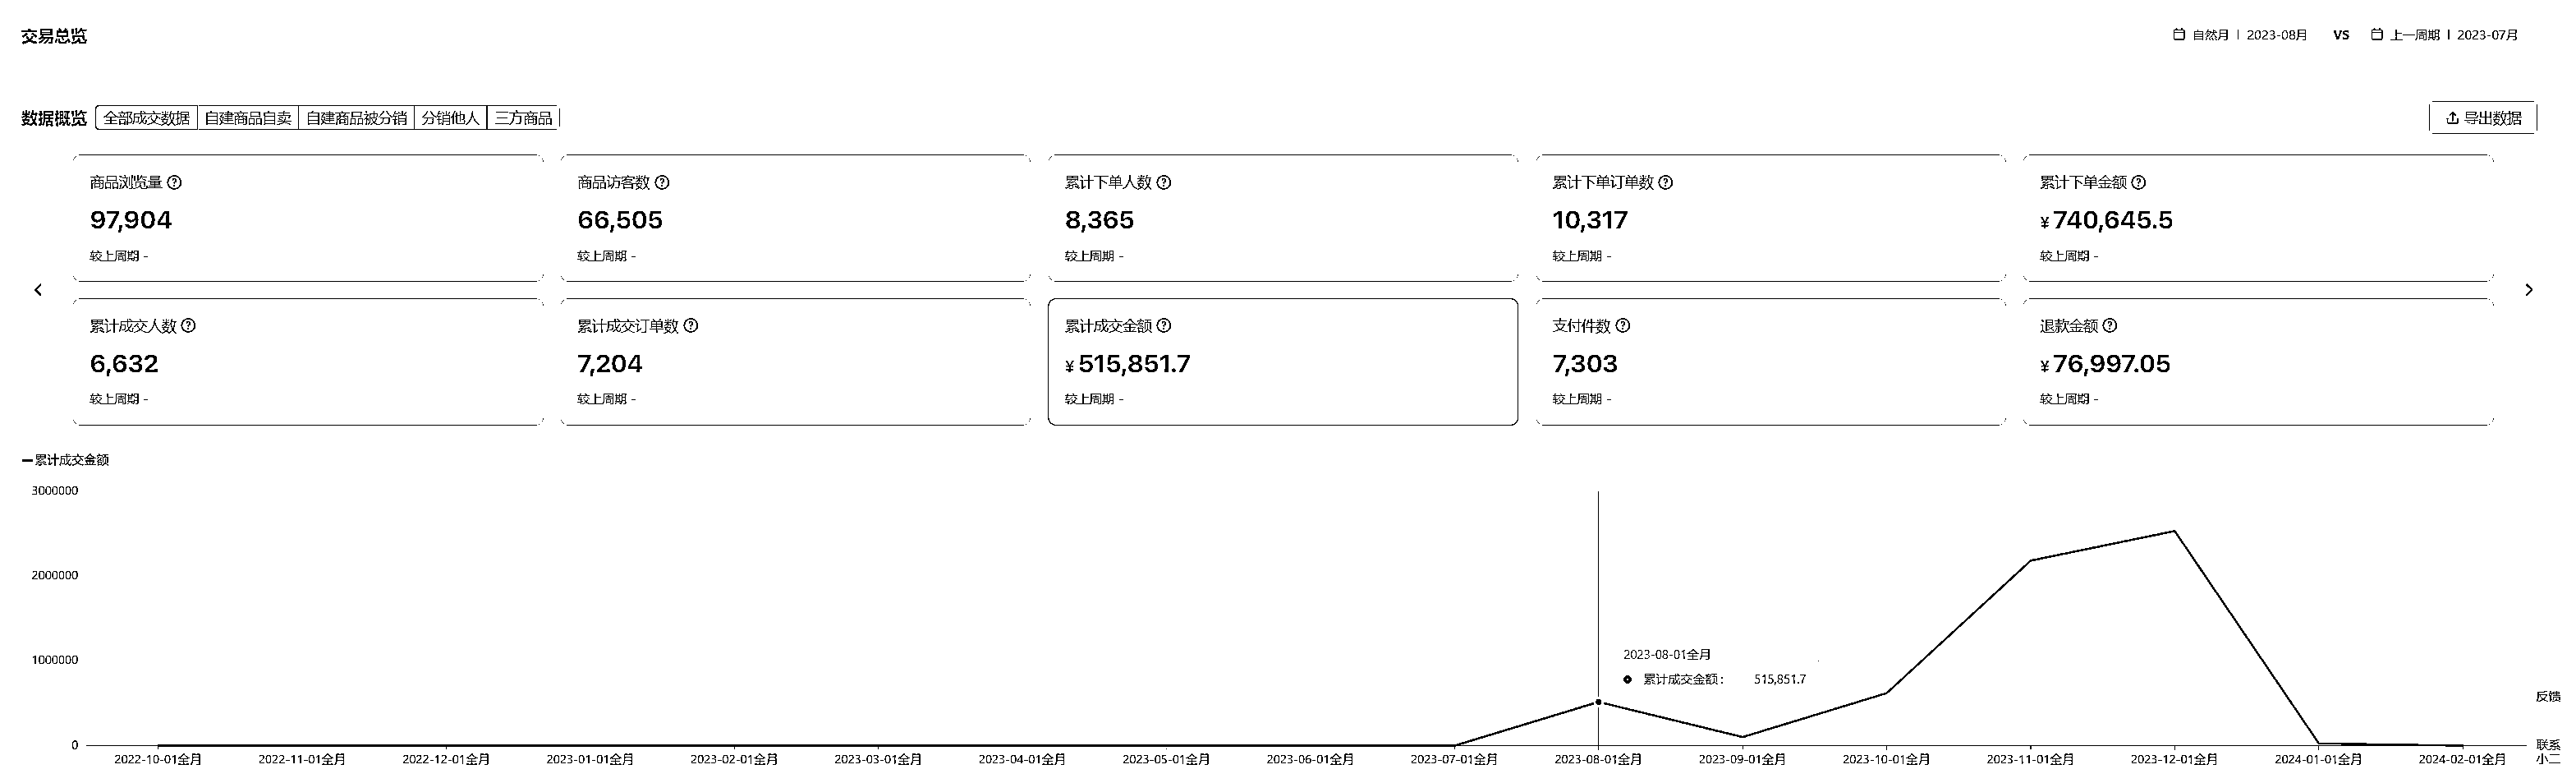 交易总览
自然月 | 2023-08月 VS 上一周期 | 2023-07月
数据概览 全部成交数据 自建商品自卖 自建商品被分销 分销他人 三方商品 导出数据
商品浏览量 商品访客数 累计下单人数 累计下单订单数 累计下单金额
97,904 66,505 8,365 10,317 ¥740,645.5
较上周期 - 较上周期 - 较上周期 - 较上周期 - 较上周期 -
累计成交人数 累计成交订单数 累计成交金额 支付件数 退款金额
6,632 7,204 ¥515,851.7 7,303 ¥76,997.05
较上周期 - 较上周期 - 较上周期 - 较上周期 - 较上周期 -
累计成交金额
3000000
2000000
1000000
2023-08-01全月
累计成交金额： 515,851.7
反馈
0
联系
小二
2022-10-01全月 2022-11-01全月 2022-12-01全月 2023-01-01全月 2023-02-01全月 2023-03-01全月 2023-04-01全月 2023-05-01全月 2023-06-01全月 2023-07-01全月 2023-08-01全月 2023-09-01全月 2023-10-01全月 2023-11-01全月 2023-12-01全月 2024-01-01全月 2024-02-01全月